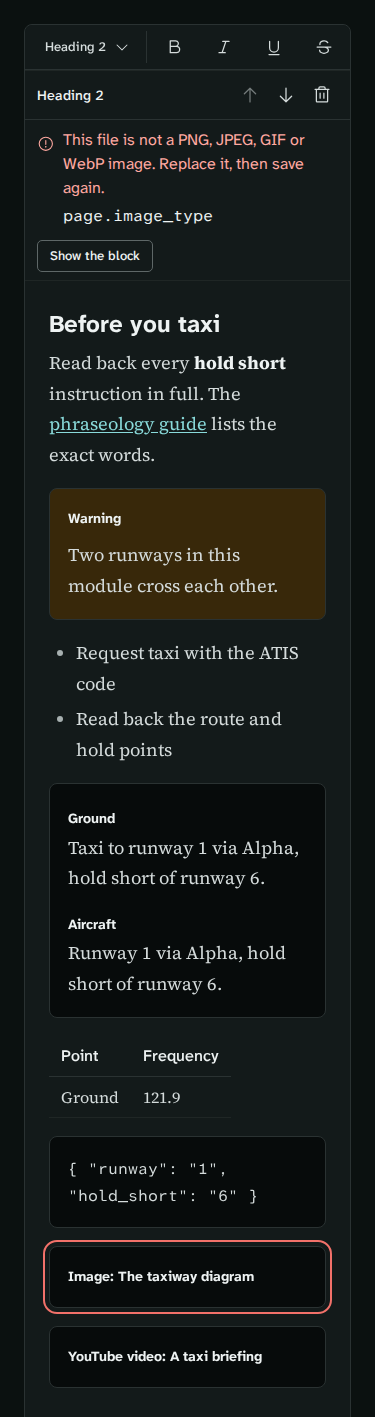 Heading 2
B
I
U
S
Heading 2
This file is not a PNG, JPEG, GIF or
WebP image. Replace it, then save
again.
page.image_type
Show the block
Before you taxi
Read back every hold short
instruction in full. The
phraseology guide lists the
exact words.
Warning
Two runways in this
module cross each other.
Request taxi with the ATIS
code
Read back the route and
hold points
Ground
Taxi to runway 1 via Alpha,
hold short of runway 6.
Aircraft
Runway 1 via Alpha, hold
short of runway 6.
Point Frequency
Ground 121.9
{ "runway": "1",
"hold_short": "6" }
Image: The taxiway diagram
YouTube video: A taxi briefing